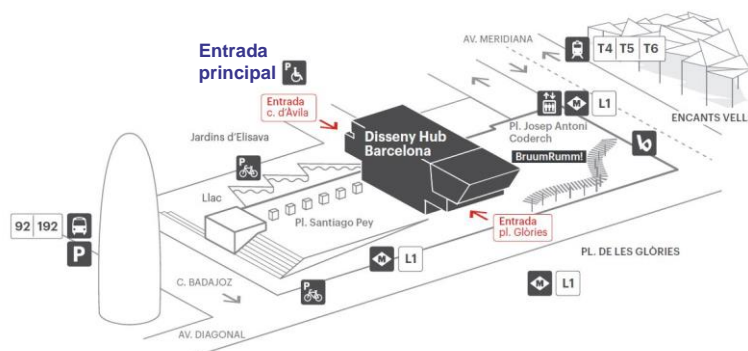 Entrada
principal
P
Entrada
c. d'Àvila
AV. MERIDIANA
T4 T5 T6
ENCANTS VELL
M L1
Pl. Josep Antoni
Coderch
BruumRumm!
b
Disseny Hub
Barcelona
Jardins d'Elisava
P
Llac
Pl. Santiago Pey
Entrada
pl. Glòries
92 192
P
M L1
PL. DE LES GLÒRIES
M L1
C. BADAJOZ
P
AV. DIAGONAL